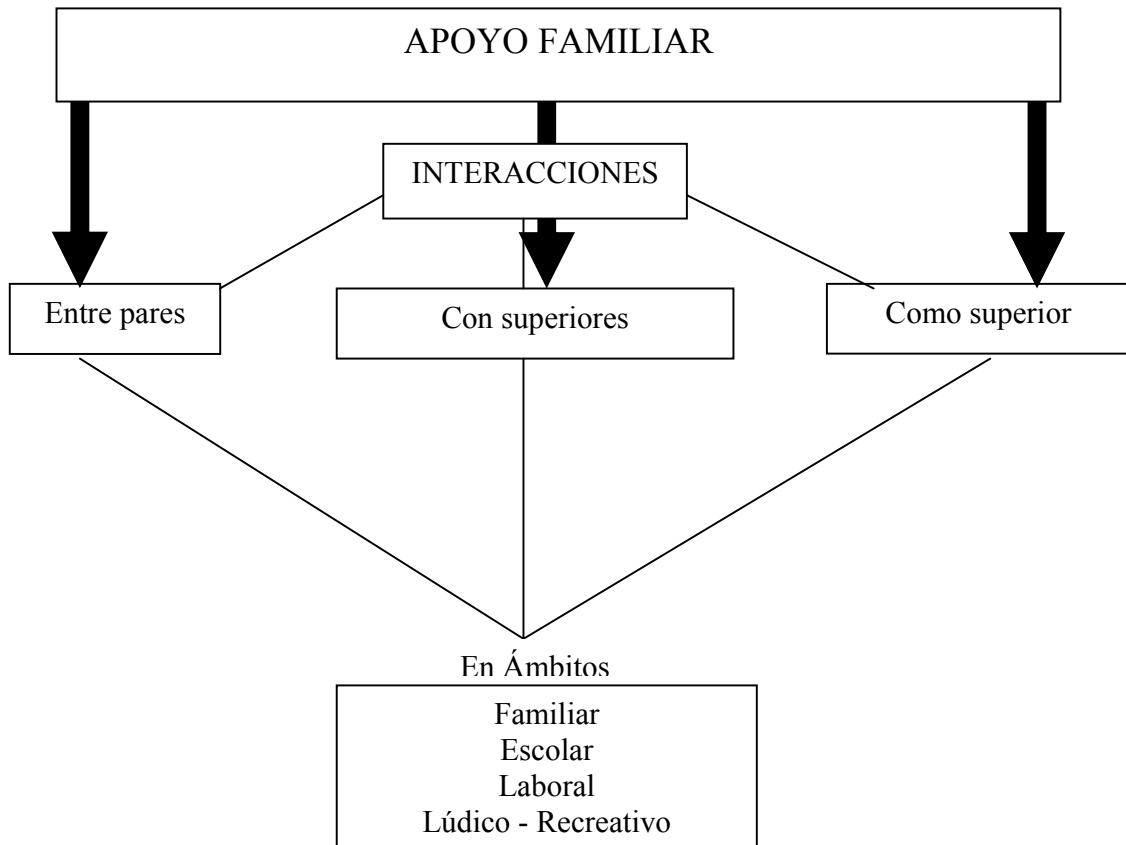 APOYO FAMILIAR
INTERACCIONES
Entre pares
Con superiores
Como superior
En Ámbitos
Familiar
Escolar
Laboral
Lúdico - Recreativo